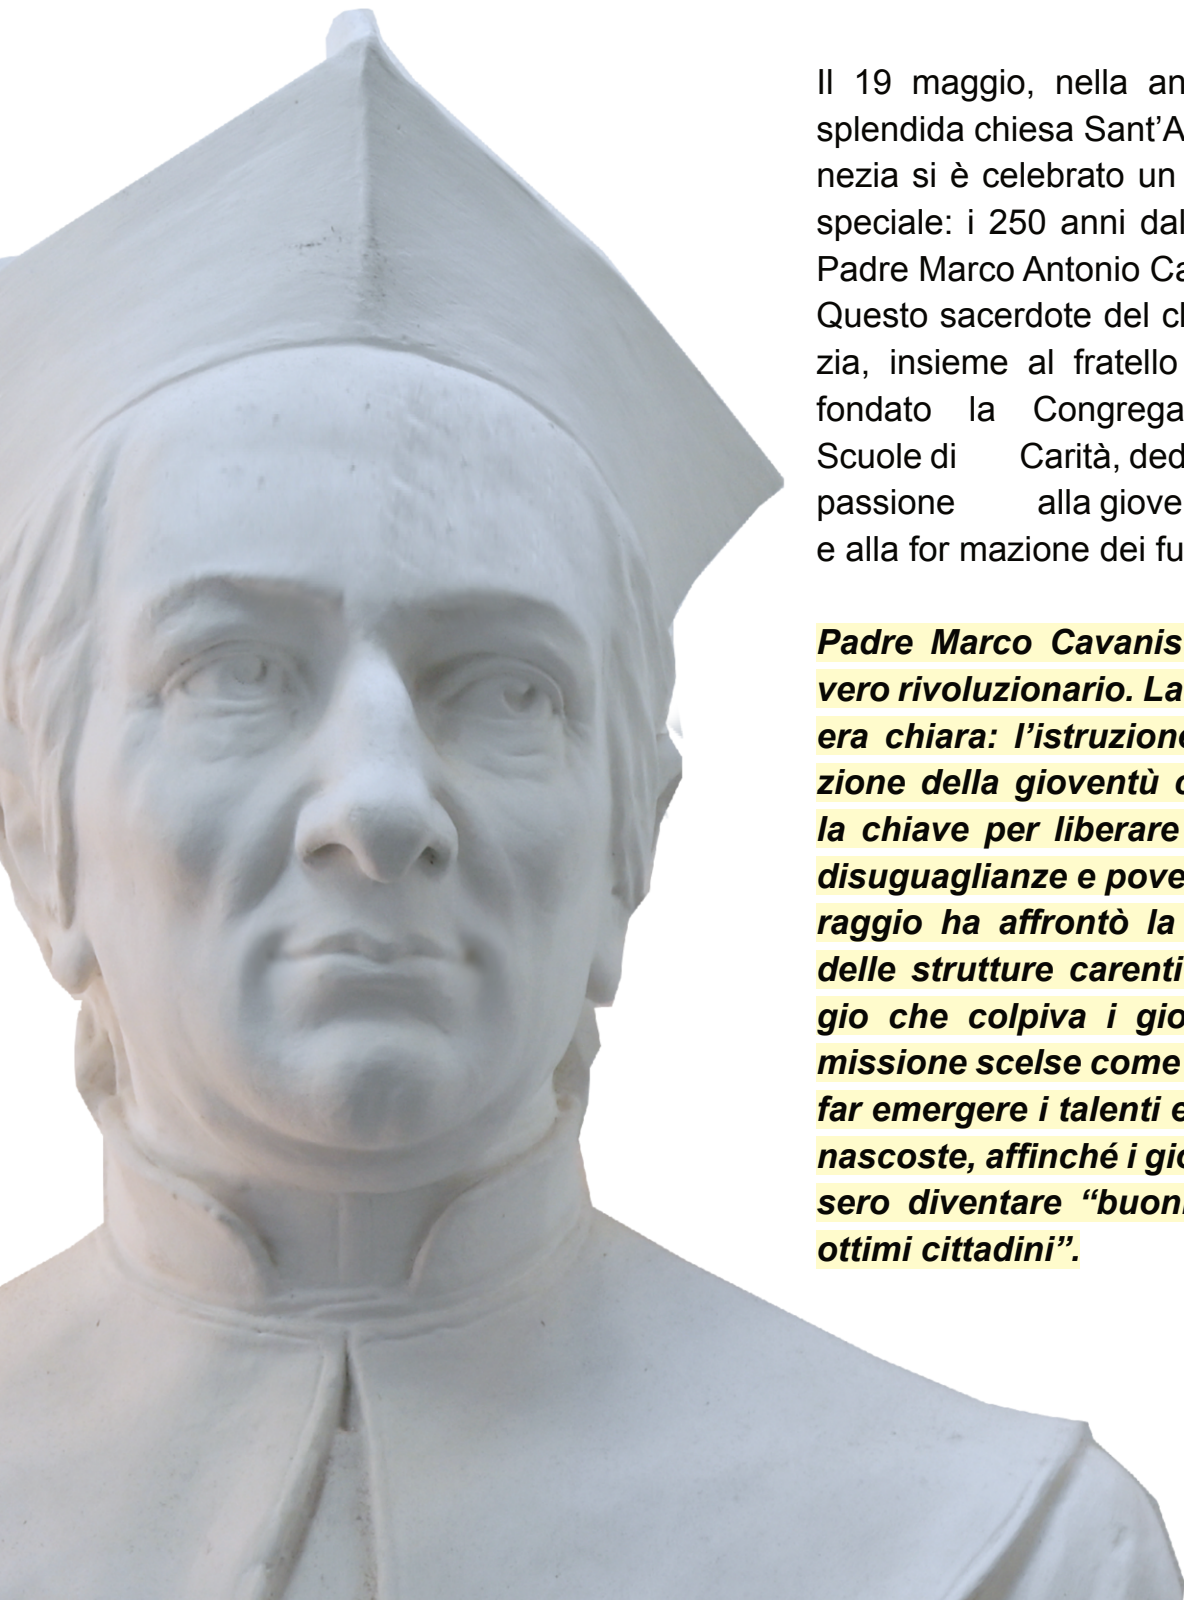 Il 19 maggio, nella an
splendida chiesa Sant’A
nezia si è celebrato un
speciale: i 250 anni dal
Padre Marco Antonio Ca
Questo sacerdote del cl
zia, insieme al fratello
fondato la Congrega
Scuole di Carità, ded
passione alla giove
e alla for mazione dei fu
Padre Marco Cavanis
vero rivoluzionario. La
era chiara: l’istruzione
zione della gioventù
la chiave per liberare
disuguaglianze e pove
raggio ha affrontò la
delle strutture carenti
gio che colpiva i gio
missione scelse come
far emergere i talenti e
nascoste, affinché i gio
sero diventare “buoni
ottimi cittadini”.